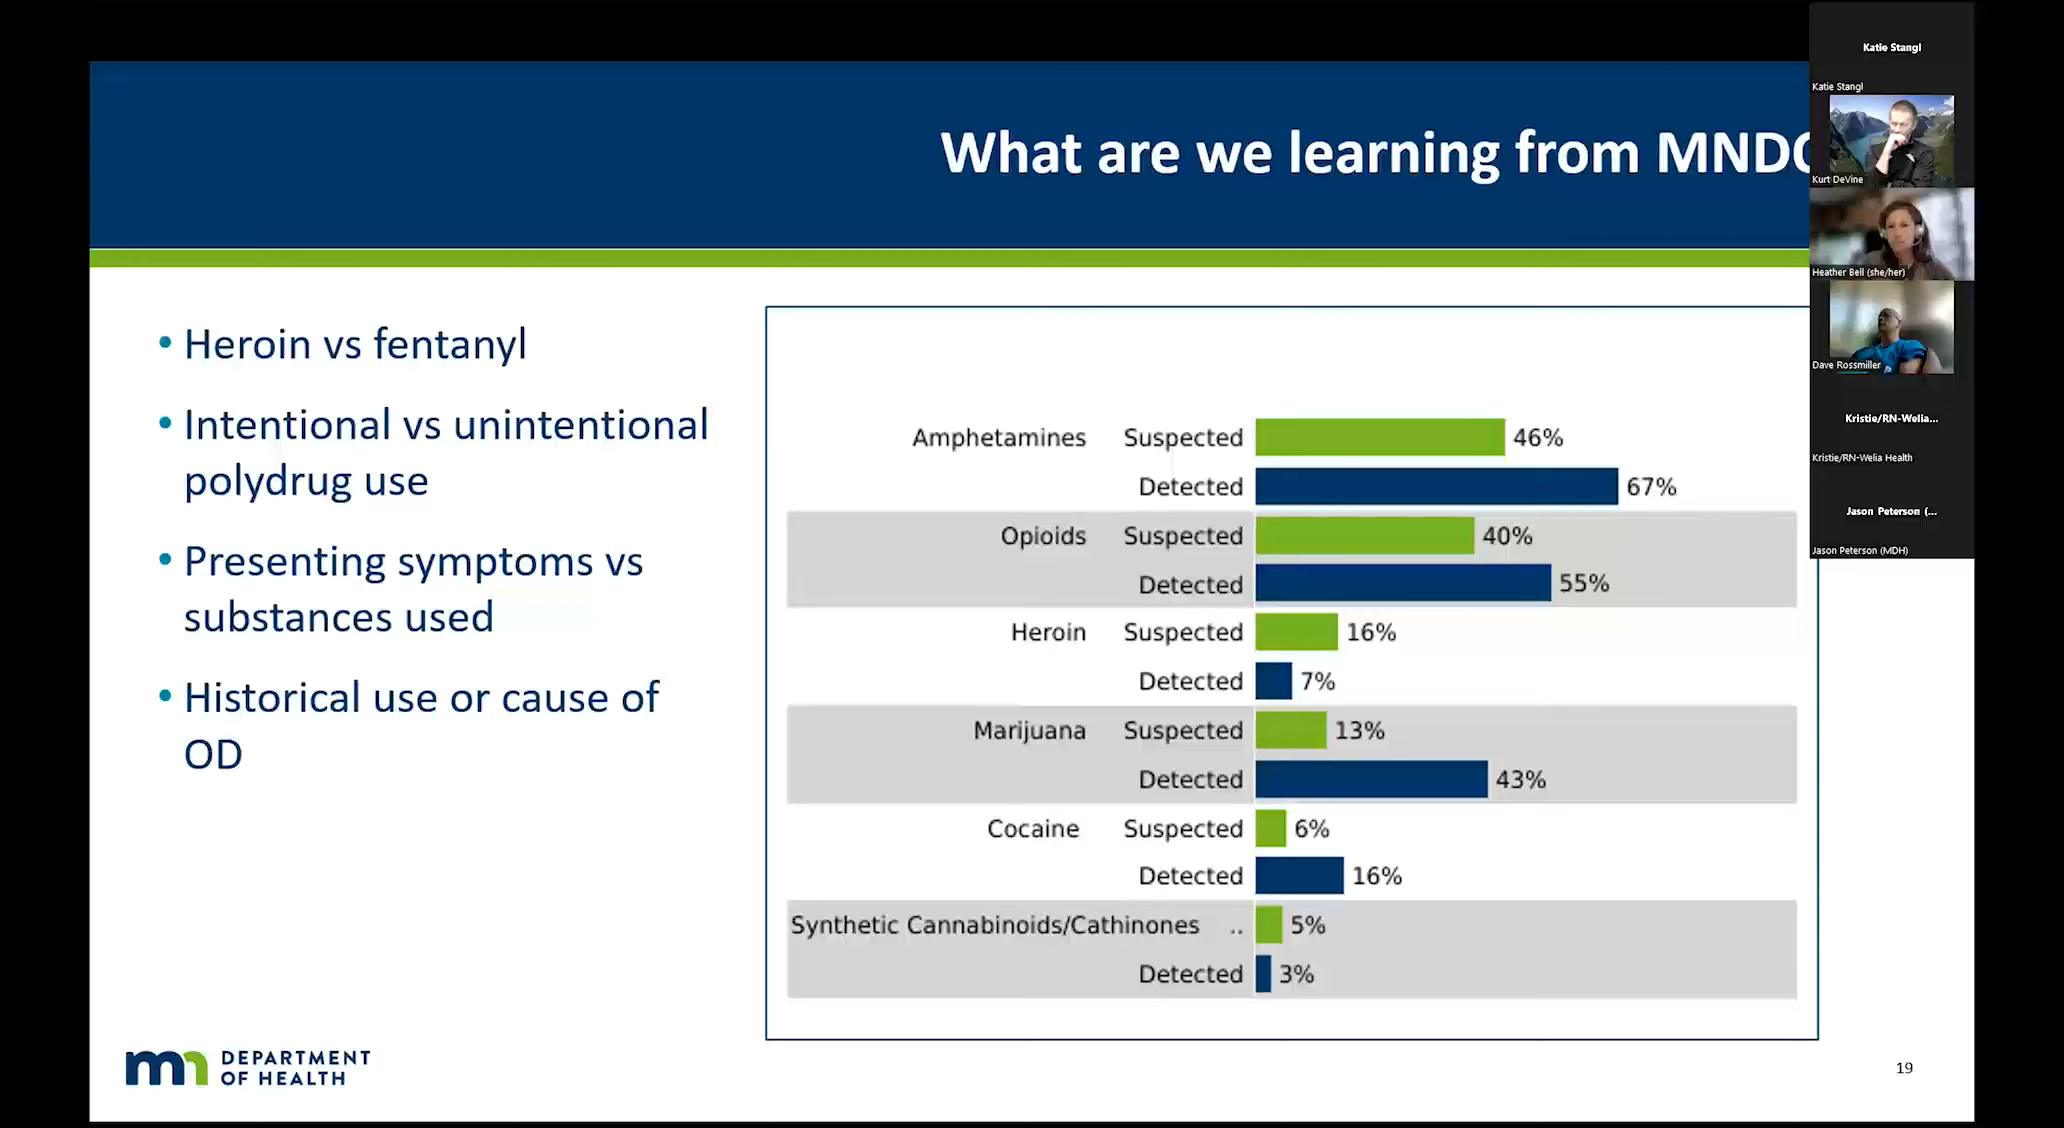 What are we learning from MNDO
• Heroin vs fentanyl
• Intentional vs unintentional
polydrug use
• Presenting symptoms vs
substances used
• Historical use or cause of
OD
Amphetamines Suspected 46%
Detected 67%
Opioids Suspected 40%
Detected 55%
Heroin Suspected 16%
Detected 7%
Marijuana Suspected 13%
Detected 43%
Cocaine Suspected 6%
Detected 16%
Synthetic Cannabinoids/Cathinones .. 5%
Detected 3%
mn DEPARTMENT
OF HEALTH
19
Katie Stangl
Katie Stangl
Kurt DeVine
Heather Bell (she/her)
Dave Rossmiller
Kristie/RN-Welia...
Kristie/RN-Welia Health
Jason Peterson (...
Jason Peterson (MDH)